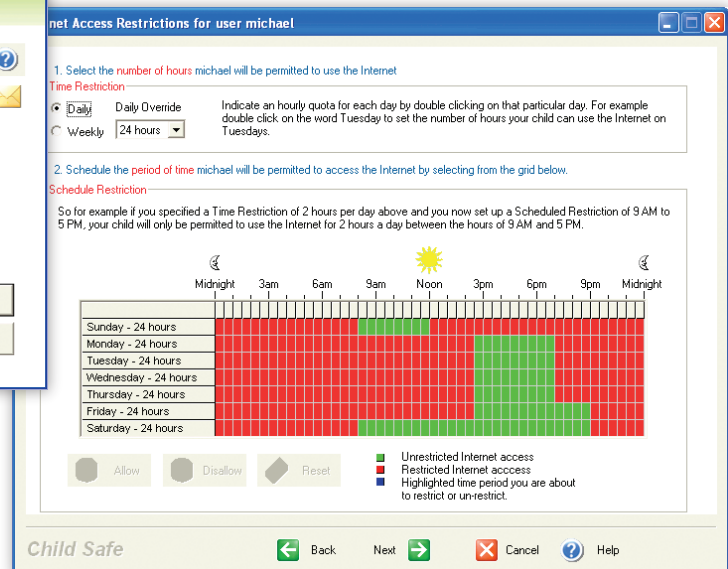 net Access Restrictions for user michael
1. Select the number of hours michael will be permitted to use the Internet
Time Restriction
Daily
Daily Override
Weekly
24 hours
Indicate an hourly quota for each day by double clicking on that particular day. For example
double click on the word Tuesday to set the number of hours your child can use the Internet on
Tuesdays.
2. Schedule the period of time michael will be permitted to access the Internet by selecting from the grid below.
Schedule Restriction
So for example if you specified a Time Restriction of 2 hours per day above and you now set up a Scheduled Restriction of 9 AM to
5 PM, your child will only be permitted to use the Internet for 2 hours a day between the hours of 9 AM and 5 PM.
Midnight 3am 6am 9am Noon 3pm 6pm 9pm Midnight
Sunday - 24 hours
Monday - 24 hours
Tuesday - 24 hours
Wednesday - 24 hours
Thursday - 24 hours
Friday - 24 hours
Saturday - 24 hours
Allow Disallow Reset
Unrestricted Internet access
Restricted Internet acccess
Highlighted time period you are about
to restrict or un-restrict.
Child Safe
Back Next Cancel ? Help
?